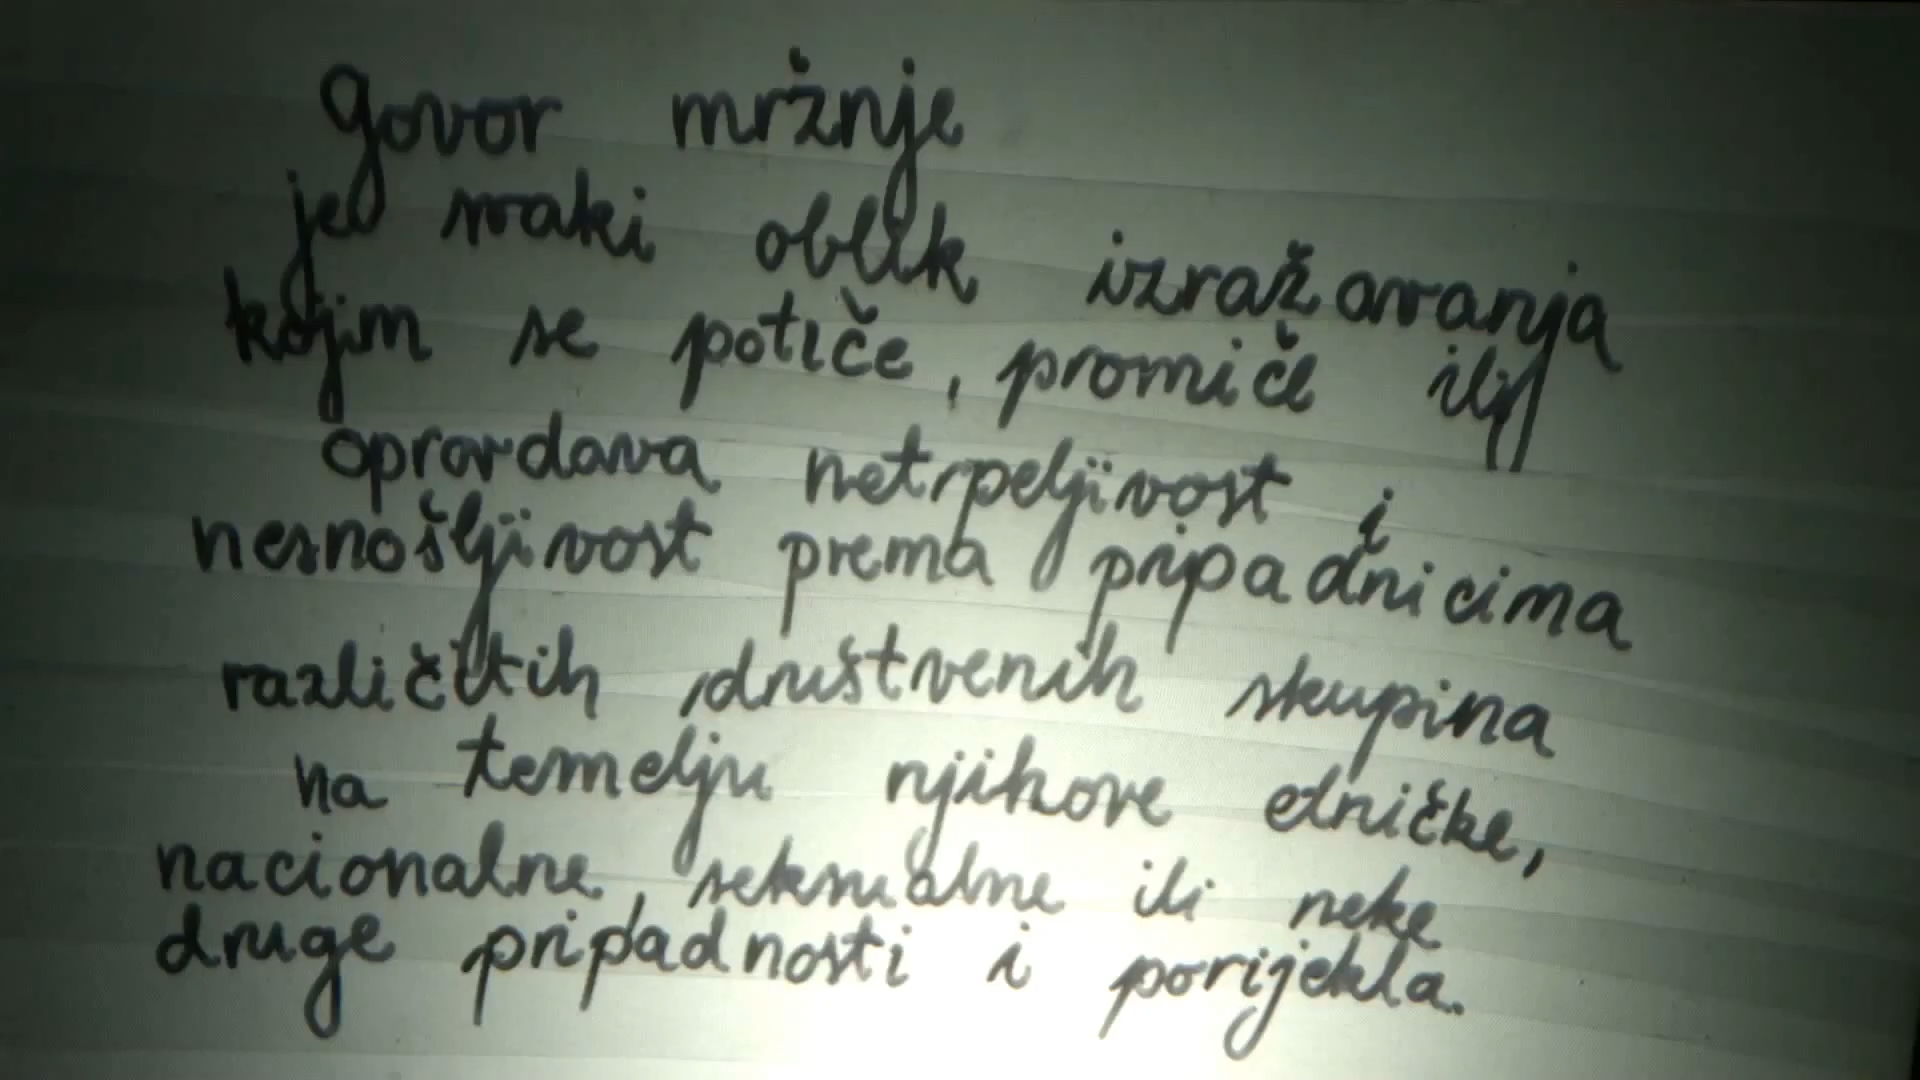 Govor mržnje
je svaki oblik izražavanja
kojim se potiče, promiče ili
opravdava netrpeljivost i
nesnošljivost prema pripadnicima
različitih društvenih skupina
na temelju njihove etničke,
nacionalne, seksualne ili neke
druge pripadnosti i porijekla.